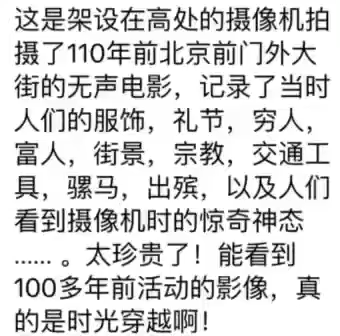 这是架设在高处的摄像机拍
摄了110年前北京前门外大
街的无声电影，记录了当时
人们的服饰，礼节，穷人，
富人，街景，宗教，交通工
具，骡马，出殡，以及人们
看到摄像机时的惊奇神态
...... 。太珍贵了！能看到
100多年前活动的影像，真
的是时光穿越啊！